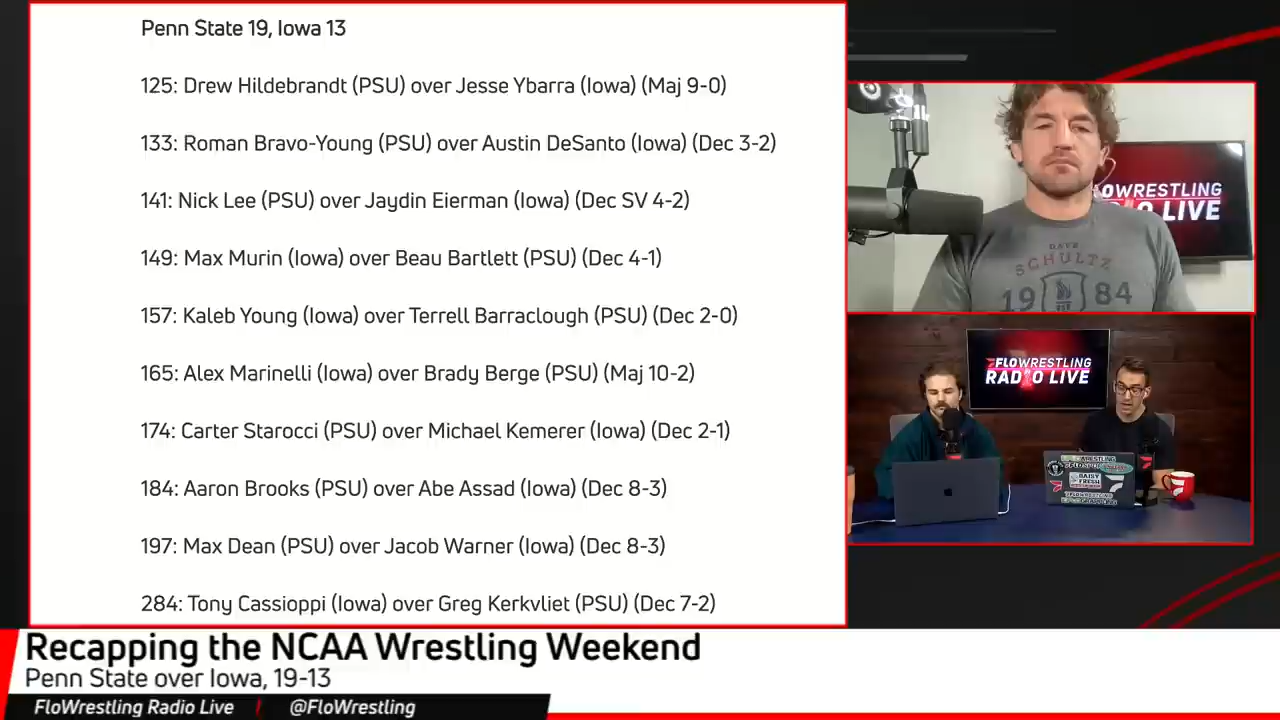 Penn State 19, Iowa 13
125: Drew Hildebrandt (PSU) over Jesse Ybarra (Iowa) (Maj 9-0)
133: Roman Bravo-Young (PSU) over Austin DeSanto (Iowa) (Dec 3-2)
141: Nick Lee (PSU) over Jaydin Eierman (Iowa) (Dec SV 4-2)
149: Max Murin (Iowa) over Beau Bartlett (PSU) (Dec 4-1)
157: Kaleb Young (Iowa) over Terrell Barraclough (PSU) (Dec 2-0)
165: Alex Marinelli (Iowa) over Brady Berge (PSU) (Maj 10-2)
174: Carter Starocci (PSU) over Michael Kemerer (Iowa) (Dec 2-1)
184: Aaron Brooks (PSU) over Abe Assad (Iowa) (Dec 8-3)
197: Max Dean (PSU) over Jacob Warner (Iowa) (Dec 8-3)
284: Tony Cassioppi (Iowa) over Greg Kerkvliet (PSU) (Dec 7-2)
OWRESTLING
O LIVE
DAVE
SCHULTZ
19 84
FLOWRESTLING
RADIO LIVE
DAISY
FRESH
Recapping the NCAA Wrestling Weekend
Penn State over Iowa, 19-13
FloWrestling Radio Live
@FloWrestling